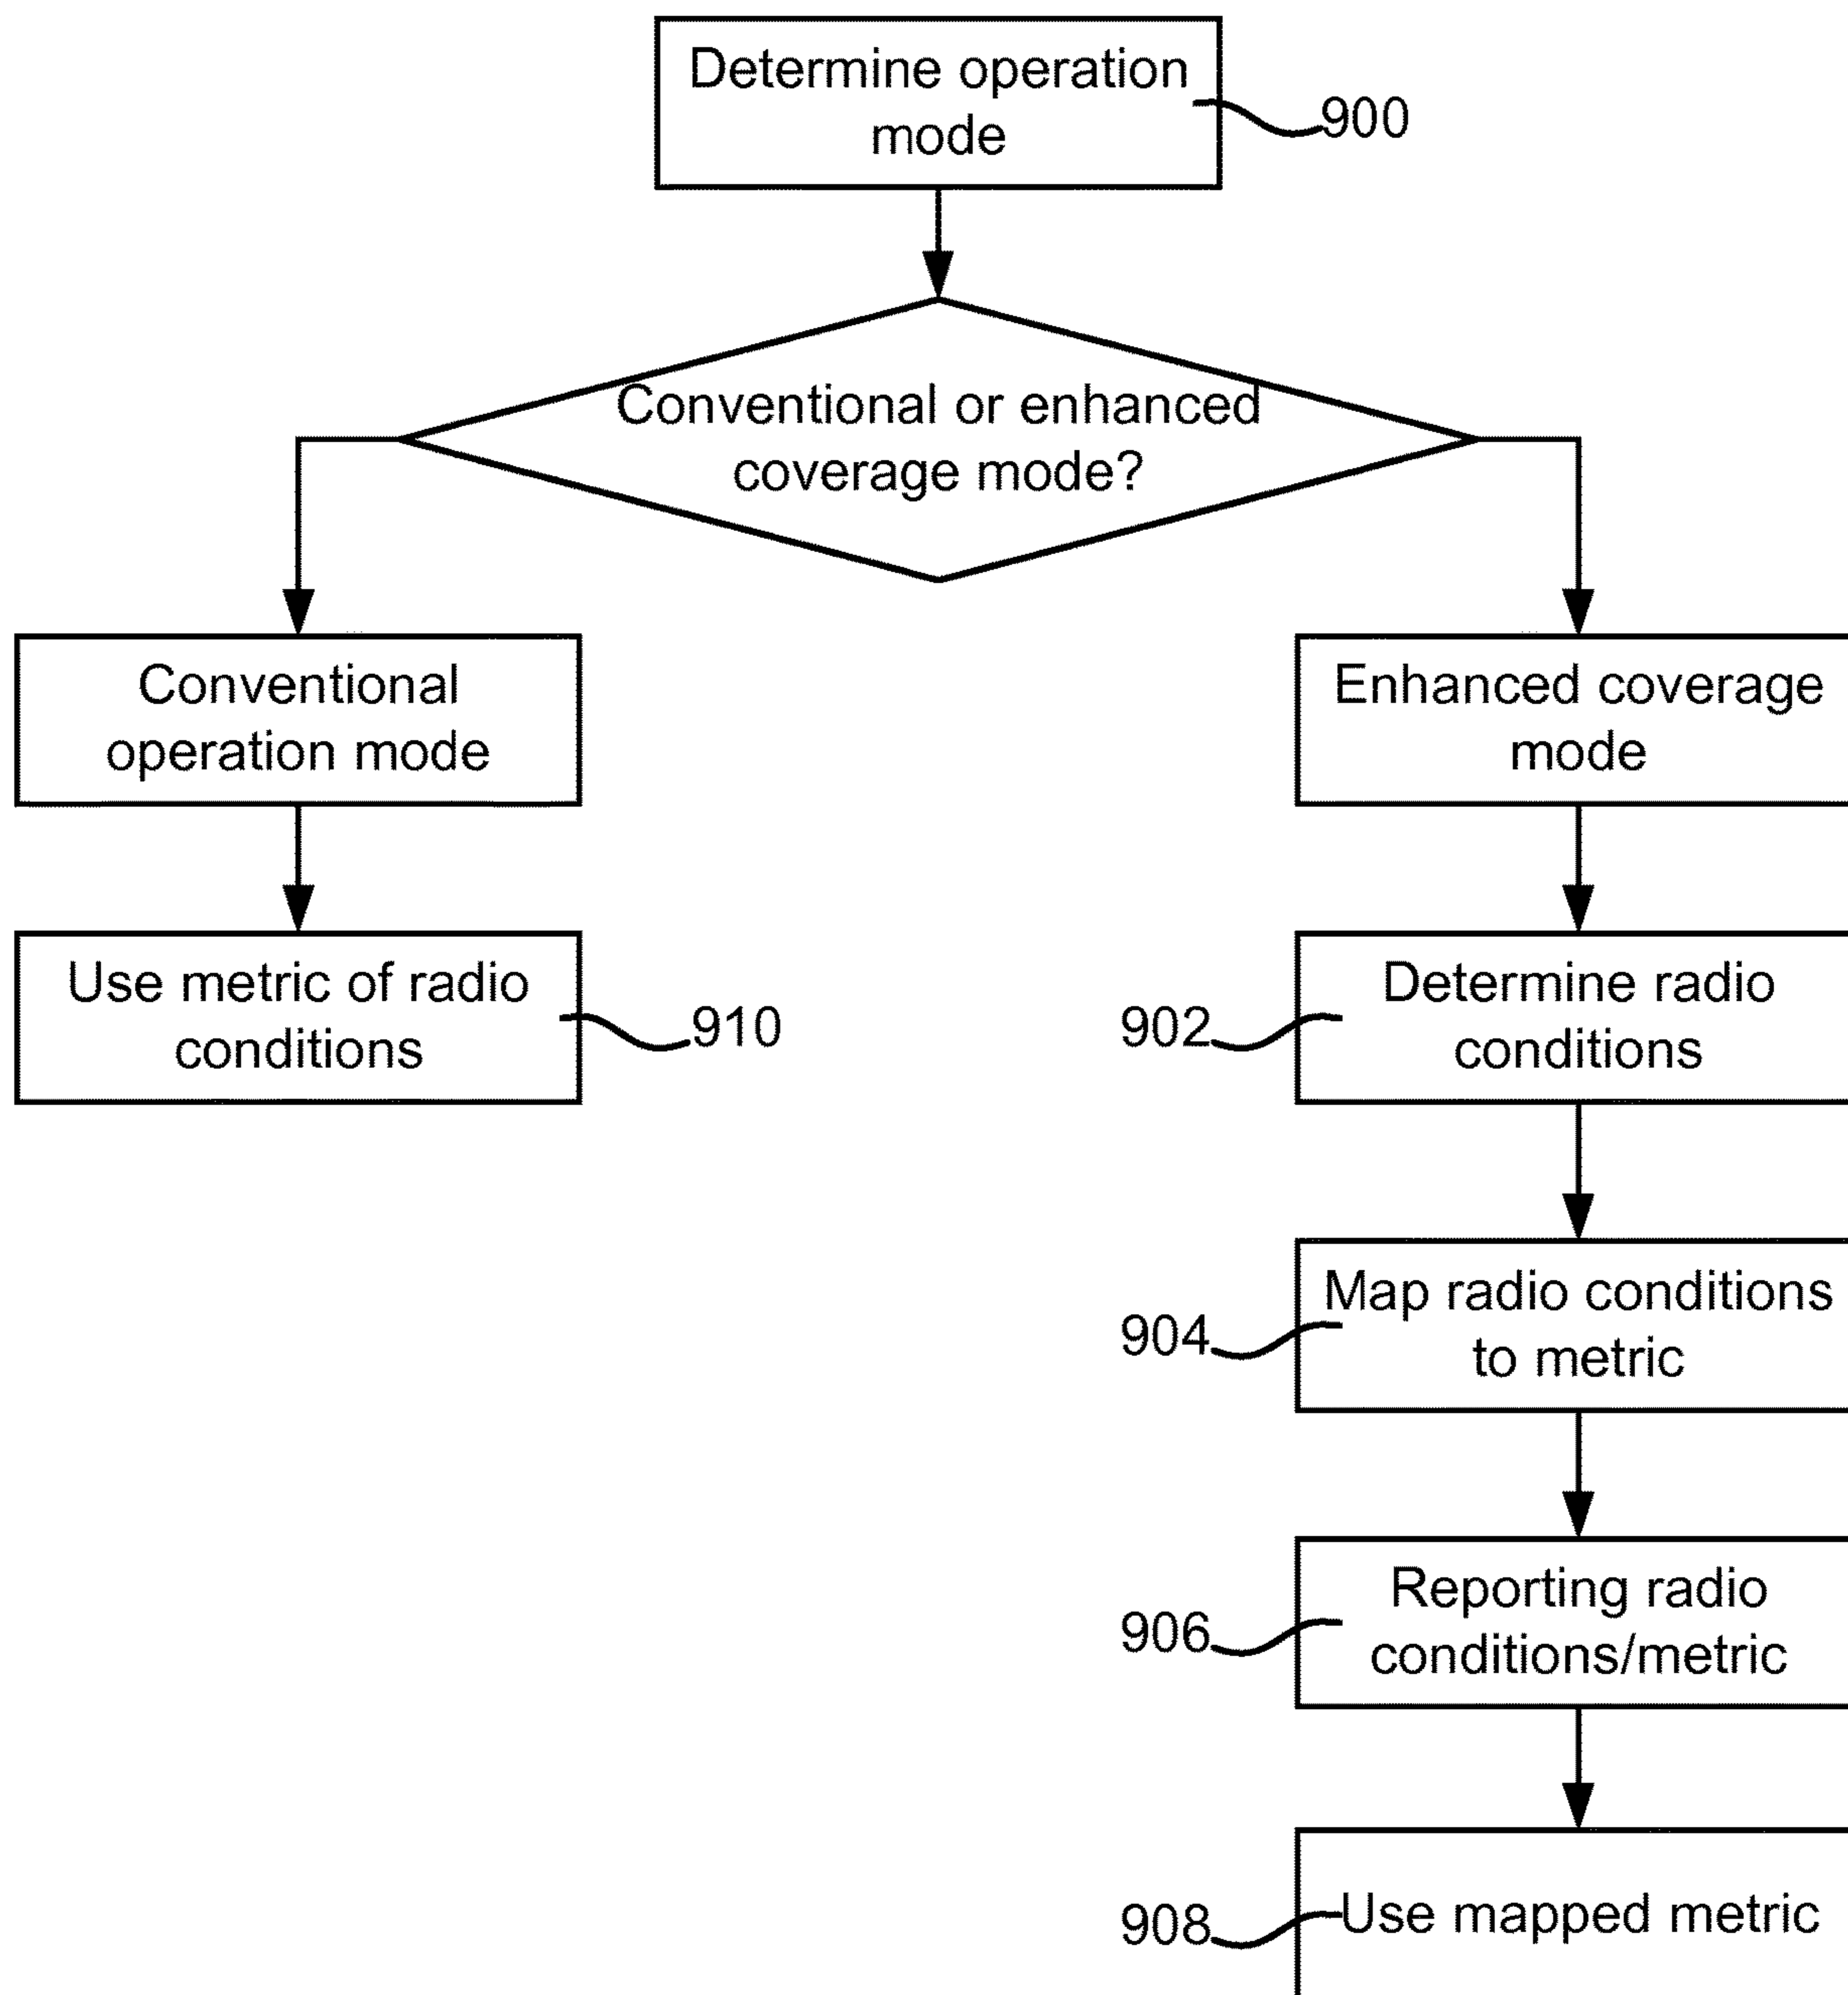 Determine operation
mode
900
Conventional or enhanced
coverage mode?
Conventional
operation mode
Enhanced coverage
mode
Use metric of radio
conditions
910
902
Determine radio
conditions
904
Map radio conditions
to metric
906
Reporting radio
conditions/metric
908
Use mapped metric